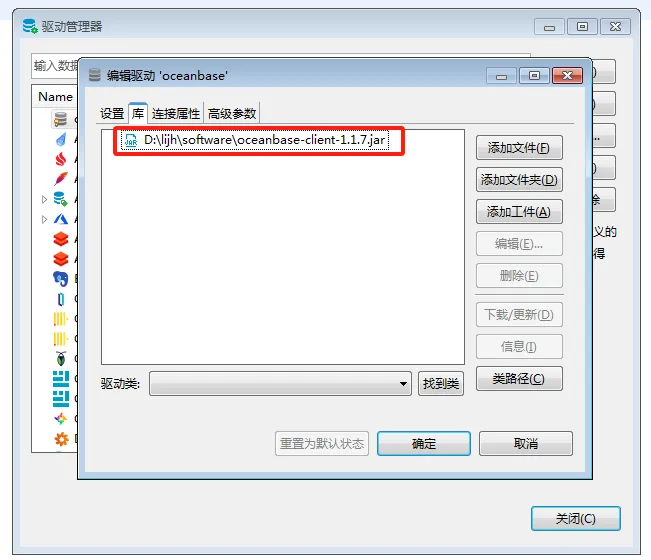 驱动管理器
输入数据
Name
编辑驱动 'oceanbase'
设置 库 连接属性 高级参数
D:\lijh\software\oceanbase-client-1.1.7.jar
添加文件(F)
添加文件夹(D)
添加工件(A)
编辑(E)...
删除(E)
下载/更新(D)
信息(I)
类路径(C)
驱动类:
找到类
重置为默认状态
确定
取消
除
义的
得
关闭(C)